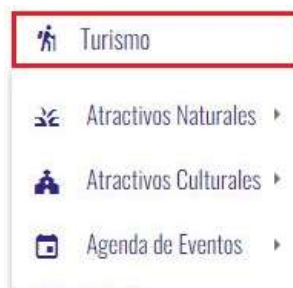 Turismo
Atractivos Naturales
Atractivos Culturales
Agenda de Eventos